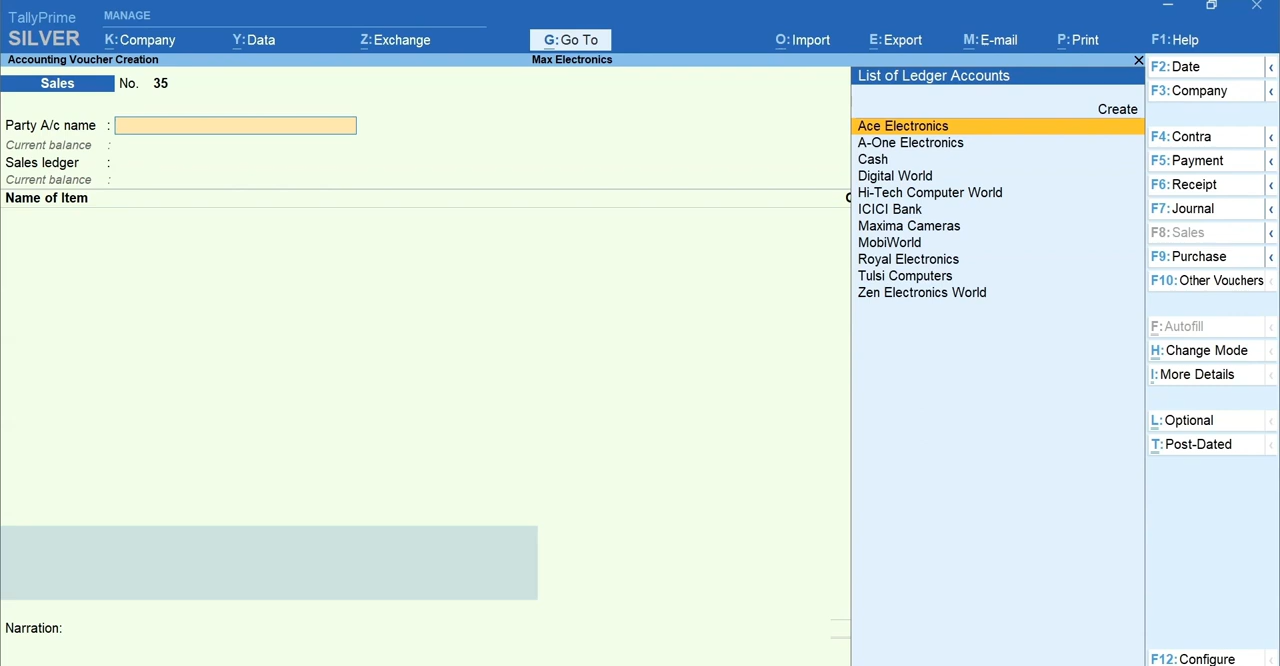 TallyPrime
MANAGE
SILVER
K:Company
Y:Data
Z:Exchange
G:Go To
O:Import
E:Export
M:E-mail
P:Print
F1:Help
Accounting Voucher Creation
Max Electronics
Sales
No. 35
Party A/c name :
Current balance :
Sales ledger :
Current balance :
Name of Item
List of Ledger Accounts
Create
Ace Electronics
A-One Electronics
Cash
Digital World
Hi-Tech Computer World
ICICI Bank
Maxima Cameras
MobiWorld
Royal Electronics
Tulsi Computers
Zen Electronics World
F2:Date
F3:Company
F4:Contra
F5:Payment
F6:Receipt
F7:Journal
F8:Sales
F9:Purchase
F10:Other Vouchers
F:Autofill
H:Change Mode
I:More Details
L:Optional
T:Post-Dated
F12:Configure
Narration: